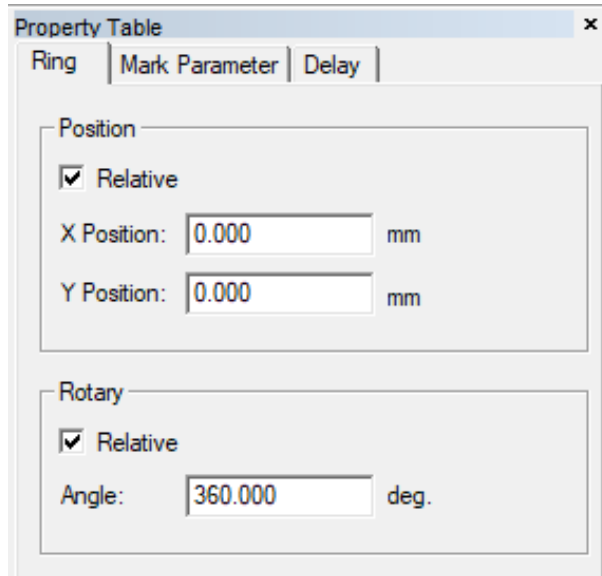 Property Table ×
Ring Mark Parameter Delay
Position
Relative
X Position: 0.000 mm
Y Position: 0.000 mm
Rotary
Relative
Angle: 360.000 deg.